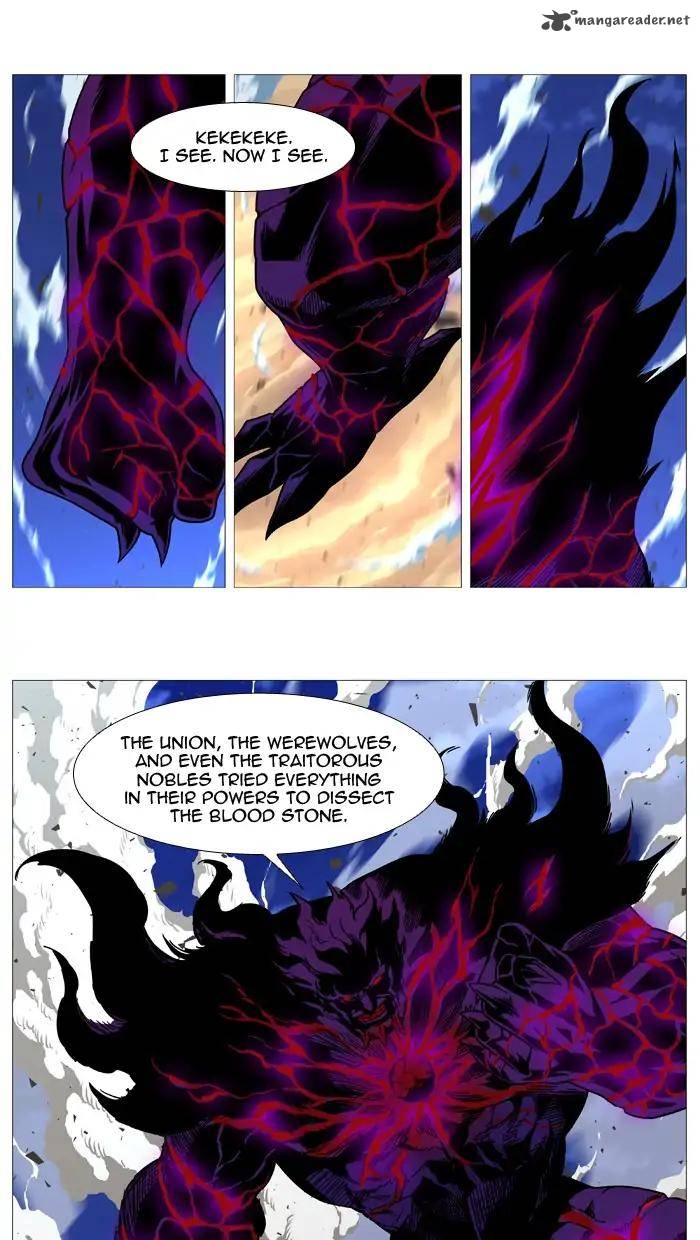 mangareader.net
KEKEKEKE.
I SEE. NOW I SEE.
THE UNION, THE WEREWOLVES,
AND EVEN THE TRAITOROUS
NOBLES TRIED EVERYTHING
IN THEIR POWERS TO DISSECT
THE BLOOD STONE.